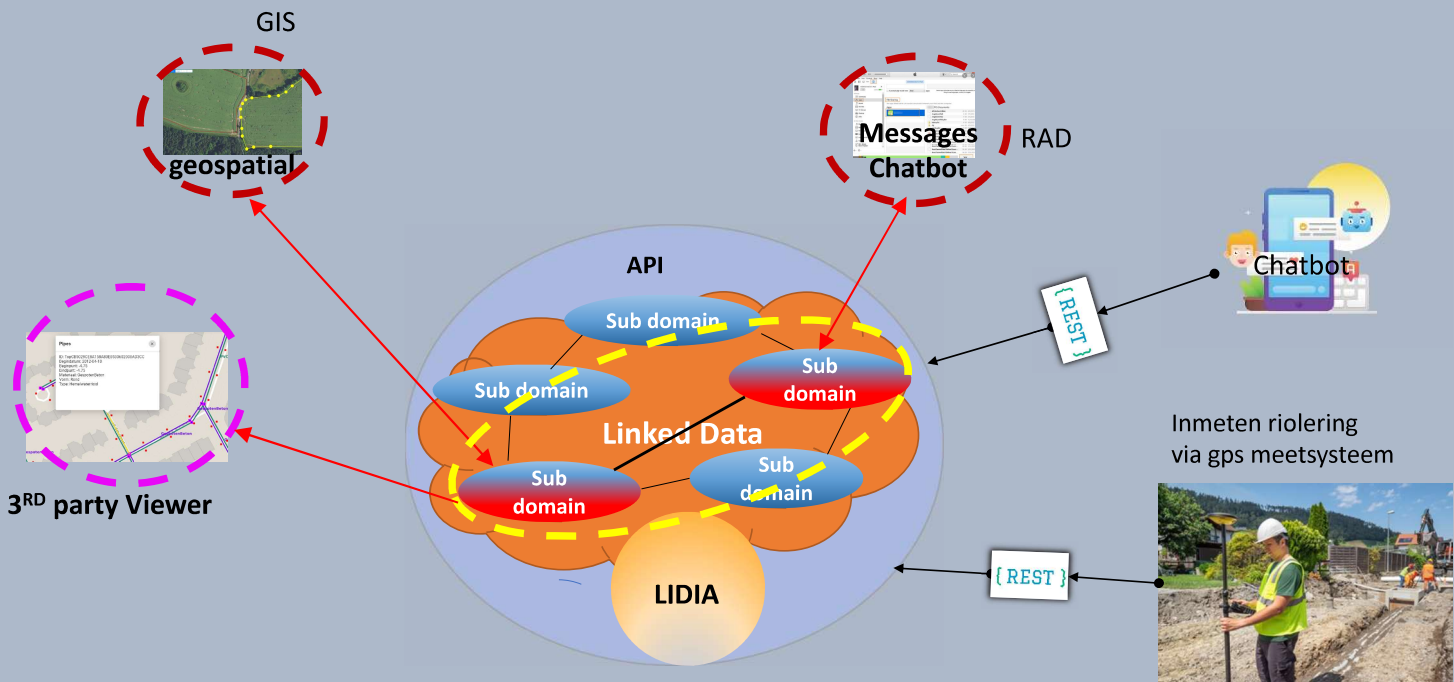 GIS
geospatial
Messages
Chatbot
RAD
Chatbot
API
{ REST }
Sub domain
Sub
domain
Sub domain
Pipes
Linked Data
Inmeten riolering
via gps meetsysteem
Sub
domain
Sub
domain
3RD party Viewer
{ REST }
LIDIA